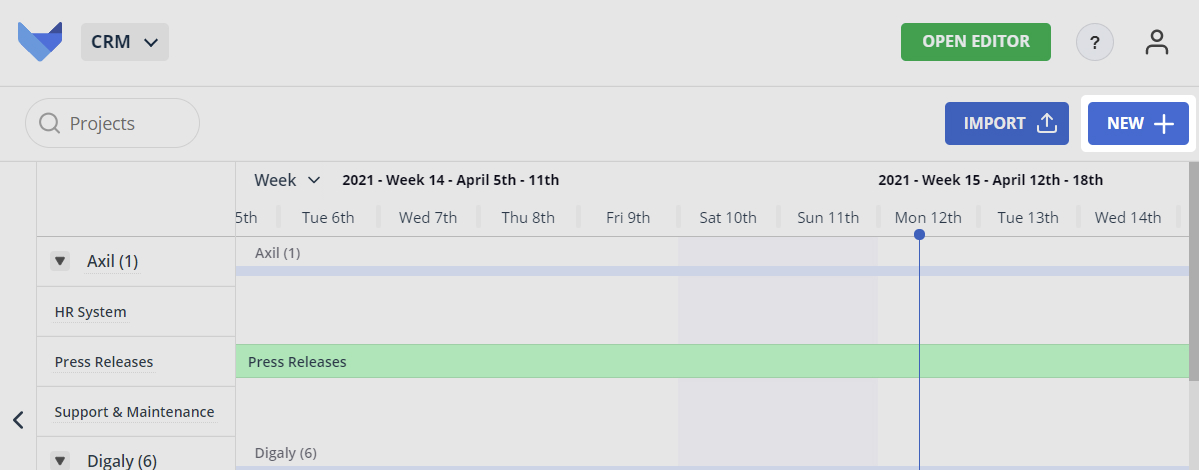 CRM
OPEN EDITOR
?
Projects
IMPORT
NEW
Week
2021 - Week 14 - April 5th - 11th
2021 - Week 15 - April 12th - 18th
5th
Tue 6th
Wed 7th
Thu 8th
Fri 9th
Sat 10th
Sun 11th
Mon 12th
Tue 13th
Wed 14th
Axil (1)
Axil (1)
HR System
Press Releases
Press Releases
Support & Maintenance
Digaly (6)
Digaly (6)